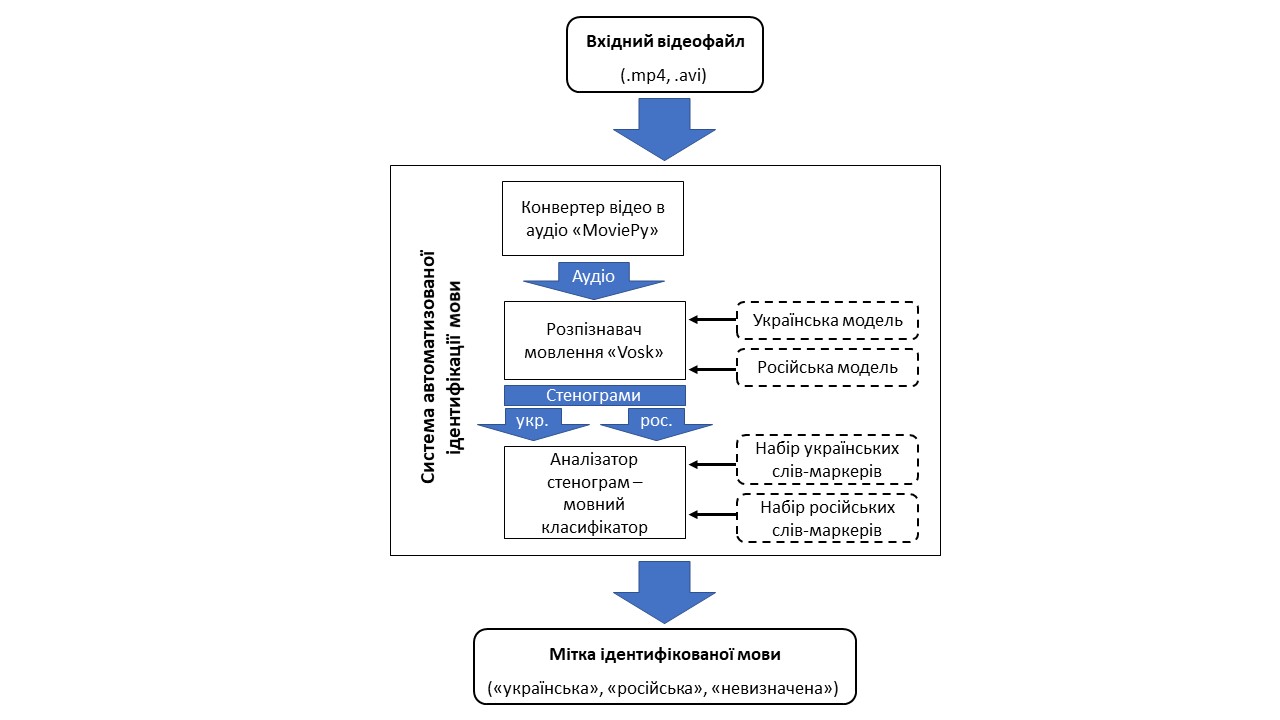 Вхідний відеофайл
(.mp4, .avi)
Система автоматизованої
ідентифікації мови
Конвертер відео в
аудіо «MoviePy»
Аудіо
Розпізнавач
мовлення «Vosk»
Українська модель
Російська модель
Стенограми
укр.
рос.
Аналізатор
стенограм –
мовний
класифікатор
Набір українських
слів-маркерів
Набір російських
слів-маркерів
Мітка ідентифікованої мови
(«українська», «російська», «невизначена»)